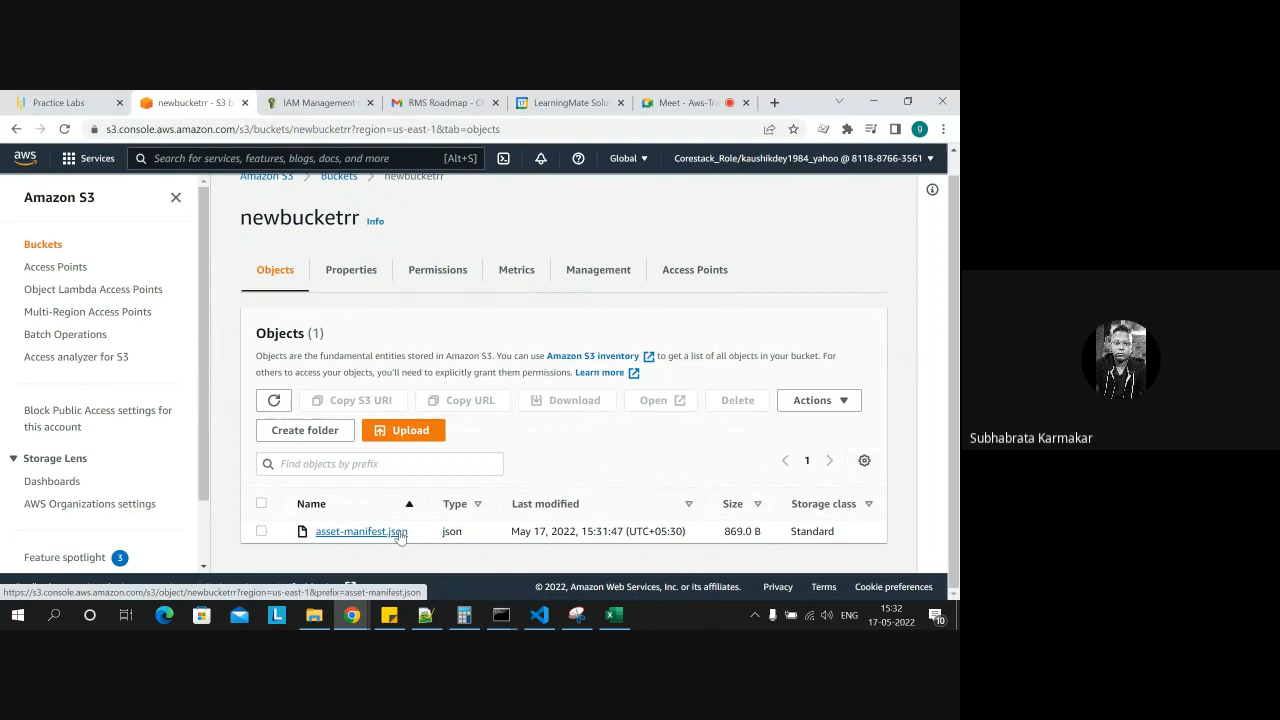 Practice Labs
newbucketrr - S3 b
IAM Management
RMS Roadmap - C
LearningMate Solu
Meet - Aws-Tra
s3.console.aws.amazon.com/s3/buckets/newbucketrr?region=us-east-1&tab=objects
9
aws
Services
Search for services, features, blogs, docs, and more
[Alt+S]
Global
Corestack_Role/kaushikdey1984_yahoo @ 8118-8766-3561
Amazon S3
Buckets
Access Points
Object Lambda Access Points
Multi-Region Access Points
Batch Operations
Access analyzer for S3
Block Public Access settings for
this account
Storage Lens
Dashboards
AWS Organizations settings
Feature spotlight 3
Amazon S3 > Buckets > newbucketrr
newbucketrr Info
Objects
Properties
Permissions
Metrics
Management
Access Points
Objects (1)
Objects are the fundamental entities stored in Amazon S3. You can use Amazon S3 inventory to get a list of all objects in your bucket. For
others to access your objects, you'll need to explicitly grant them permissions. Learn more
Copy S3 URI
Copy URL
Download
Open
Delete
Actions
Create folder
Upload
Find objects by prefix
1
Name
Type
Last modified
Size
Storage class
asset-manifest.json
json
May 17, 2022, 15:31:47 (UTC+05:30)
869.0 B
Standard
https://s3.console.aws.amazon.com/s3/object/newbucketrr?region=us-east-1&prefix=asset-manifest.json
© 2022, Amazon Web Services, Inc. or its affiliates.
Privacy
Terms
Cookie preferences
ENG
15:32
17-05-2022
10
Subhabrata Karmakar